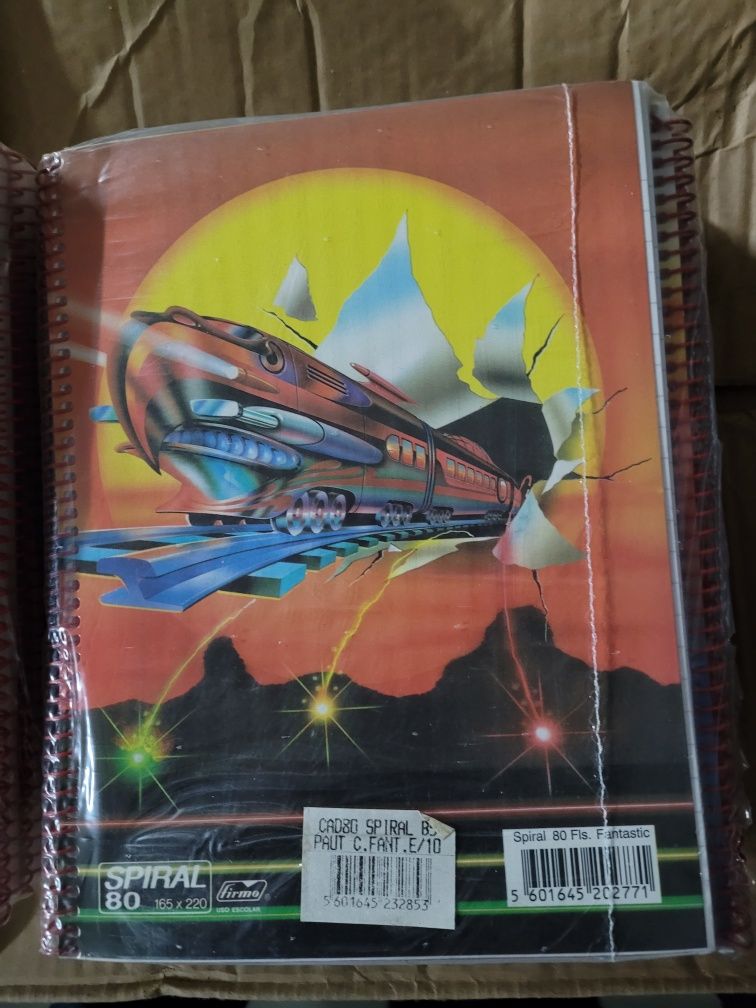 CAD80 SPIRAL B5
PAUT C.FANT.E/10
5 601645 232853
Spiral 80 Fls. Fantastic
5 601645 202771
SPIRAL
80 165 x 220
Firmo ®
USO ESCOLAR